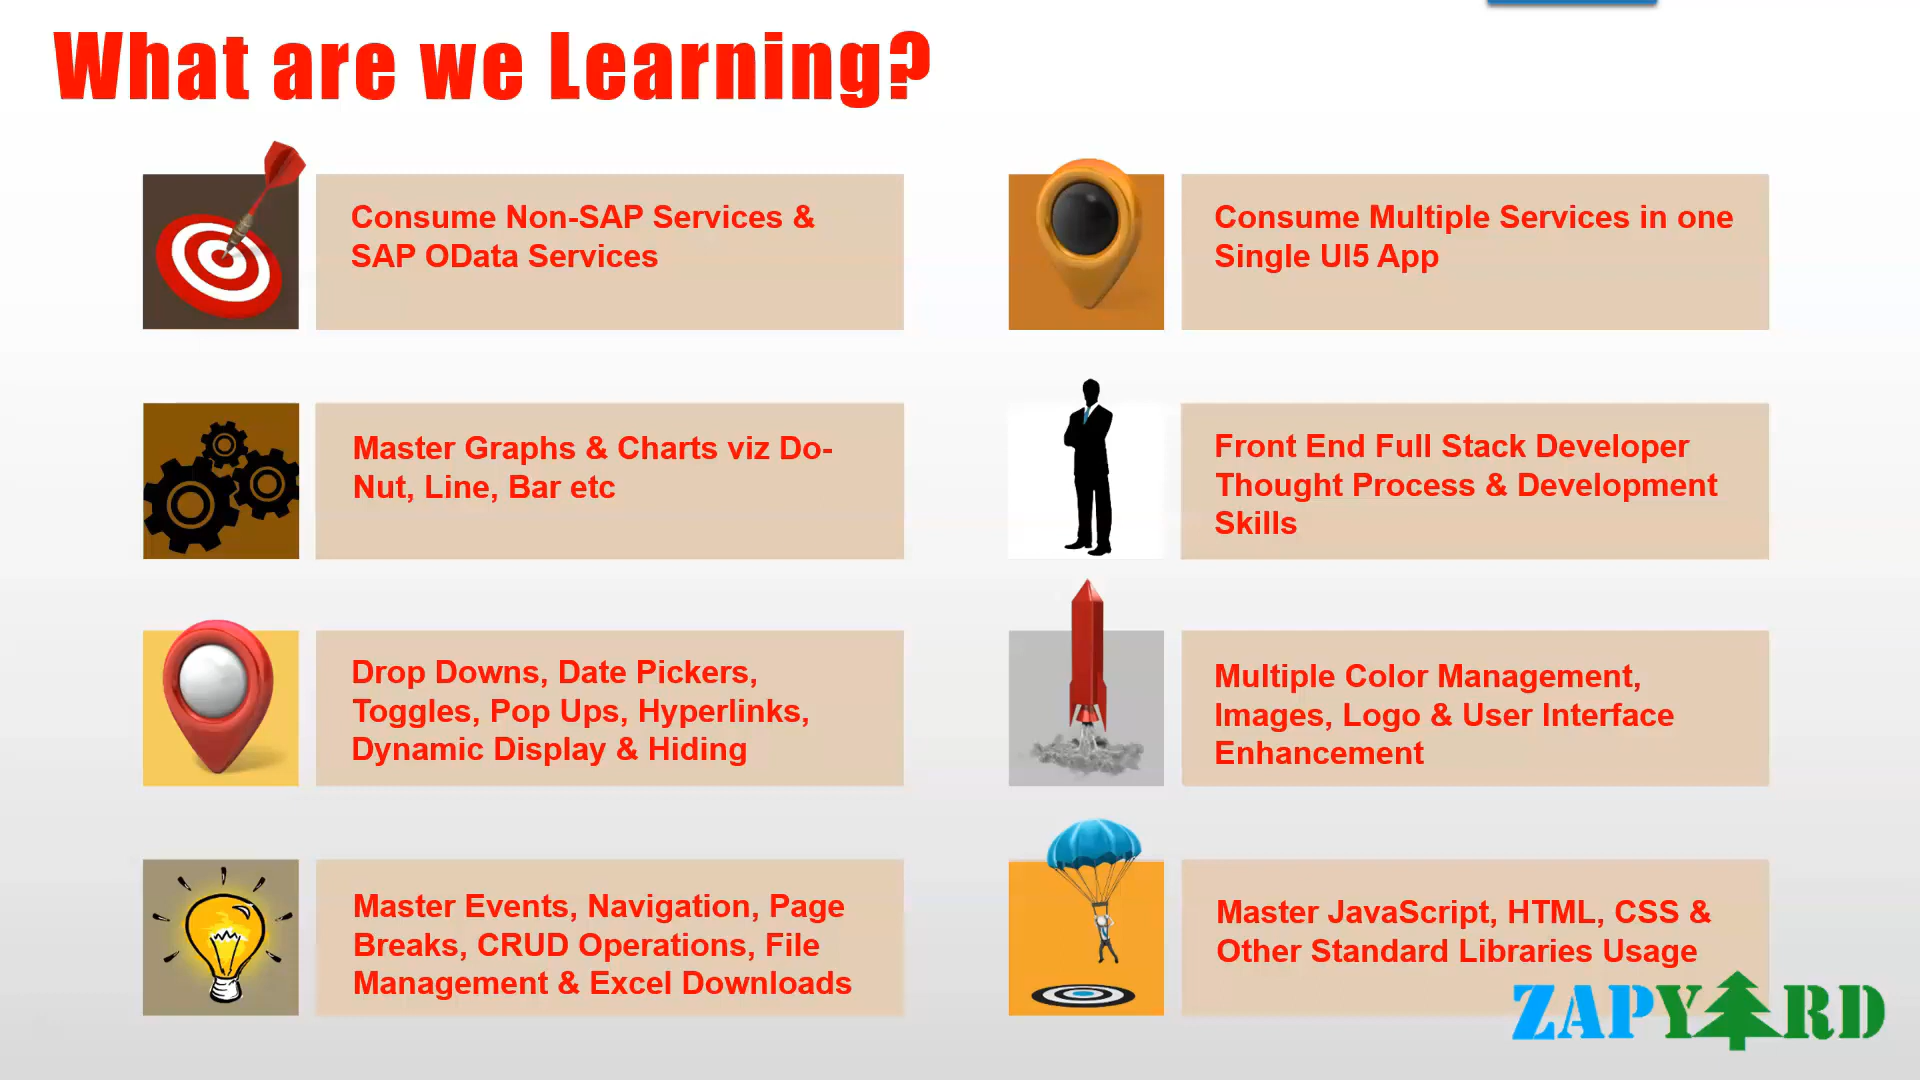 What are we Learning?
Consume Non-SAP Services &
SAP OData Services
Consume Multiple Services in one
Single UI5 App
Master Graphs & Charts viz Do-
Nut, Line, Bar etc
Front End Full Stack Developer
Thought Process & Development
Skills
Drop Downs, Date Pickers,
Toggles, Pop Ups, Hyperlinks,
Dynamic Display & Hiding
Multiple Color Management,
Images, Logo & User Interface
Enhancement
Master Events, Navigation, Page
Breaks, CRUD Operations, File
Management & Excel Downloads
Master JavaScript, HTML, CSS &
Other Standard Libraries Usage
ZAPYARD